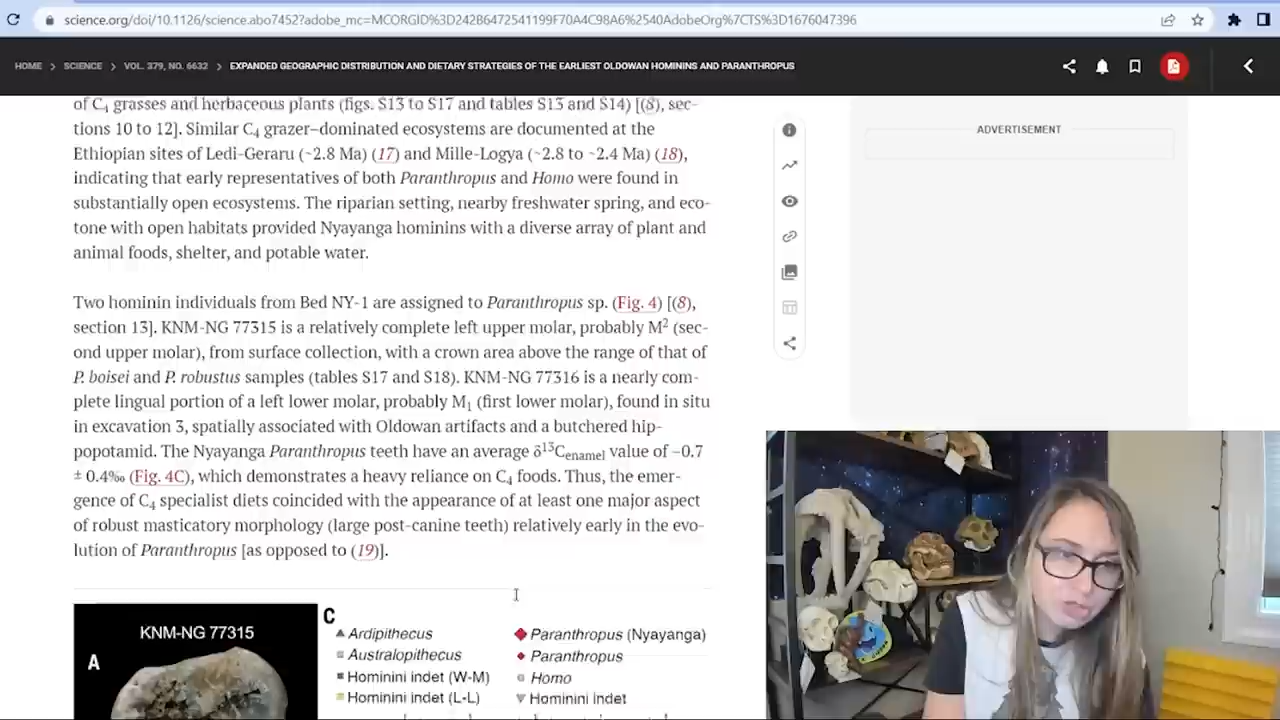 science.org/doi/10.1126/science.abo7452?adobe_mc=MCORGID%3D242B6472541199F70A4C98A6%2540AdobeOrg%7CTS%3D1676047396
HOME > SCIENCE > VOL. 379, NO. 6632 > EXPANDED GEOGRAPHIC DISTRIBUTION AND DIETARY STRATEGIES OF THE EARLIEST OLDOWAN HOMININS AND PARANTHROPUS
of C₄ grasses and herbaceous plants (figs. S13 to S17 and tables S13 and S14) [(8), sec-
tions 10 to 12]. Similar C₄ grazer–dominated ecosystems are documented at the
Ethiopian sites of Ledi-Geraru (~2.8 Ma) (17) and Mille-Logya (~2.8 to ~2.4 Ma) (18),
indicating that early representatives of both Paranthropus and Homo were found in
substantially open ecosystems. The riparian setting, nearby freshwater spring, and eco-
tone with open habitats provided Nyayanga hominins with a diverse array of plant and
animal foods, shelter, and potable water.
Two hominin individuals from Bed NY-1 are assigned to Paranthropus sp. (Fig. 4) [(8),
section 13]. KNM-NG 77315 is a relatively complete left upper molar, probably M² (sec-
ond upper molar), from surface collection, with a crown area above the range of that of
P. boisei and P. robustus samples (tables S17 and S18). KNM-NG 77316 is a nearly com-
plete lingual portion of a left lower molar, probably M₁ (first lower molar), found in situ
in excavation 3, spatially associated with Oldowan artifacts and a butchered hip-
popotamid. The Nyayanga Paranthropus teeth have an average δ¹³Cenamel value of −0.7
± 0.4‰ (Fig. 4C), which demonstrates a heavy reliance on C₄ foods. Thus, the emer-
gence of C₄ specialist diets coincided with the appearance of at least one major aspect
of robust masticatory morphology (large post-canine teeth) relatively early in the evo-
lution of Paranthropus [as opposed to (19)].
KNM-NG 77315
A
C
Ardipithecus
Australopithecus
Hominini indet (W-M)
Hominini indet (L-L)
Paranthropus (Nyayanga)
Paranthropus
Homo
Hominini indet
ADVERTISEMENT